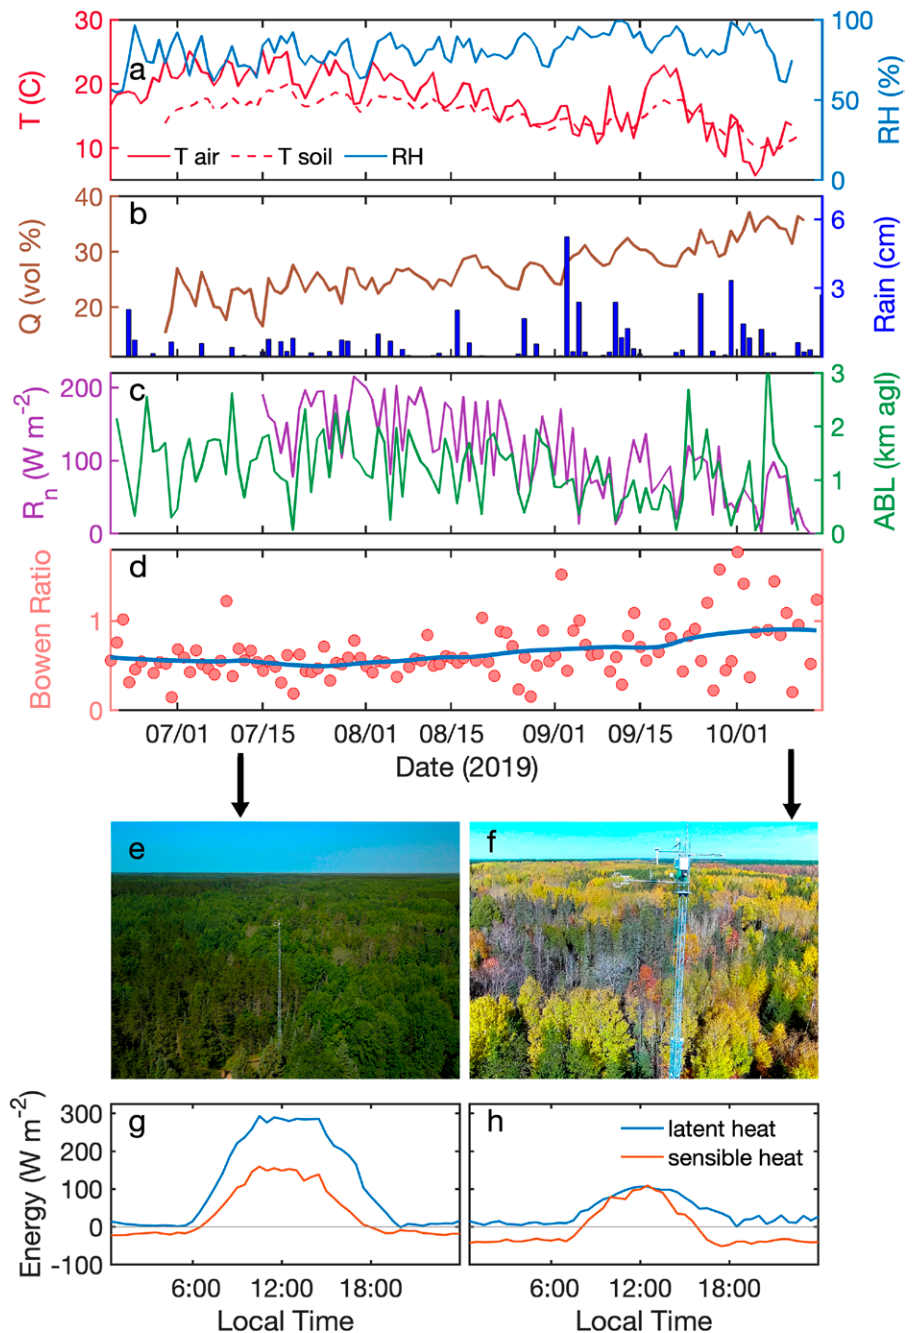 30
20
10
T (C)
a
T air
T soil
RH
100
50
0
RH (%)
40
30
20
Q (vol %)
b
6
3
Rain (cm)
200
100
0
Rn (W m-2)
c
3
2
1
0
ABL (km agl)
1
0
Bowen Ratio
d
07/01 07/15 08/01 08/15 09/01 09/15 10/01
Date (2019)
e
f
300
200
100
0
-100
Energy (W m-2)
g
h
latent heat
sensible heat
6:00 12:00 18:00
6:00 12:00 18:00
Local Time
Local Time